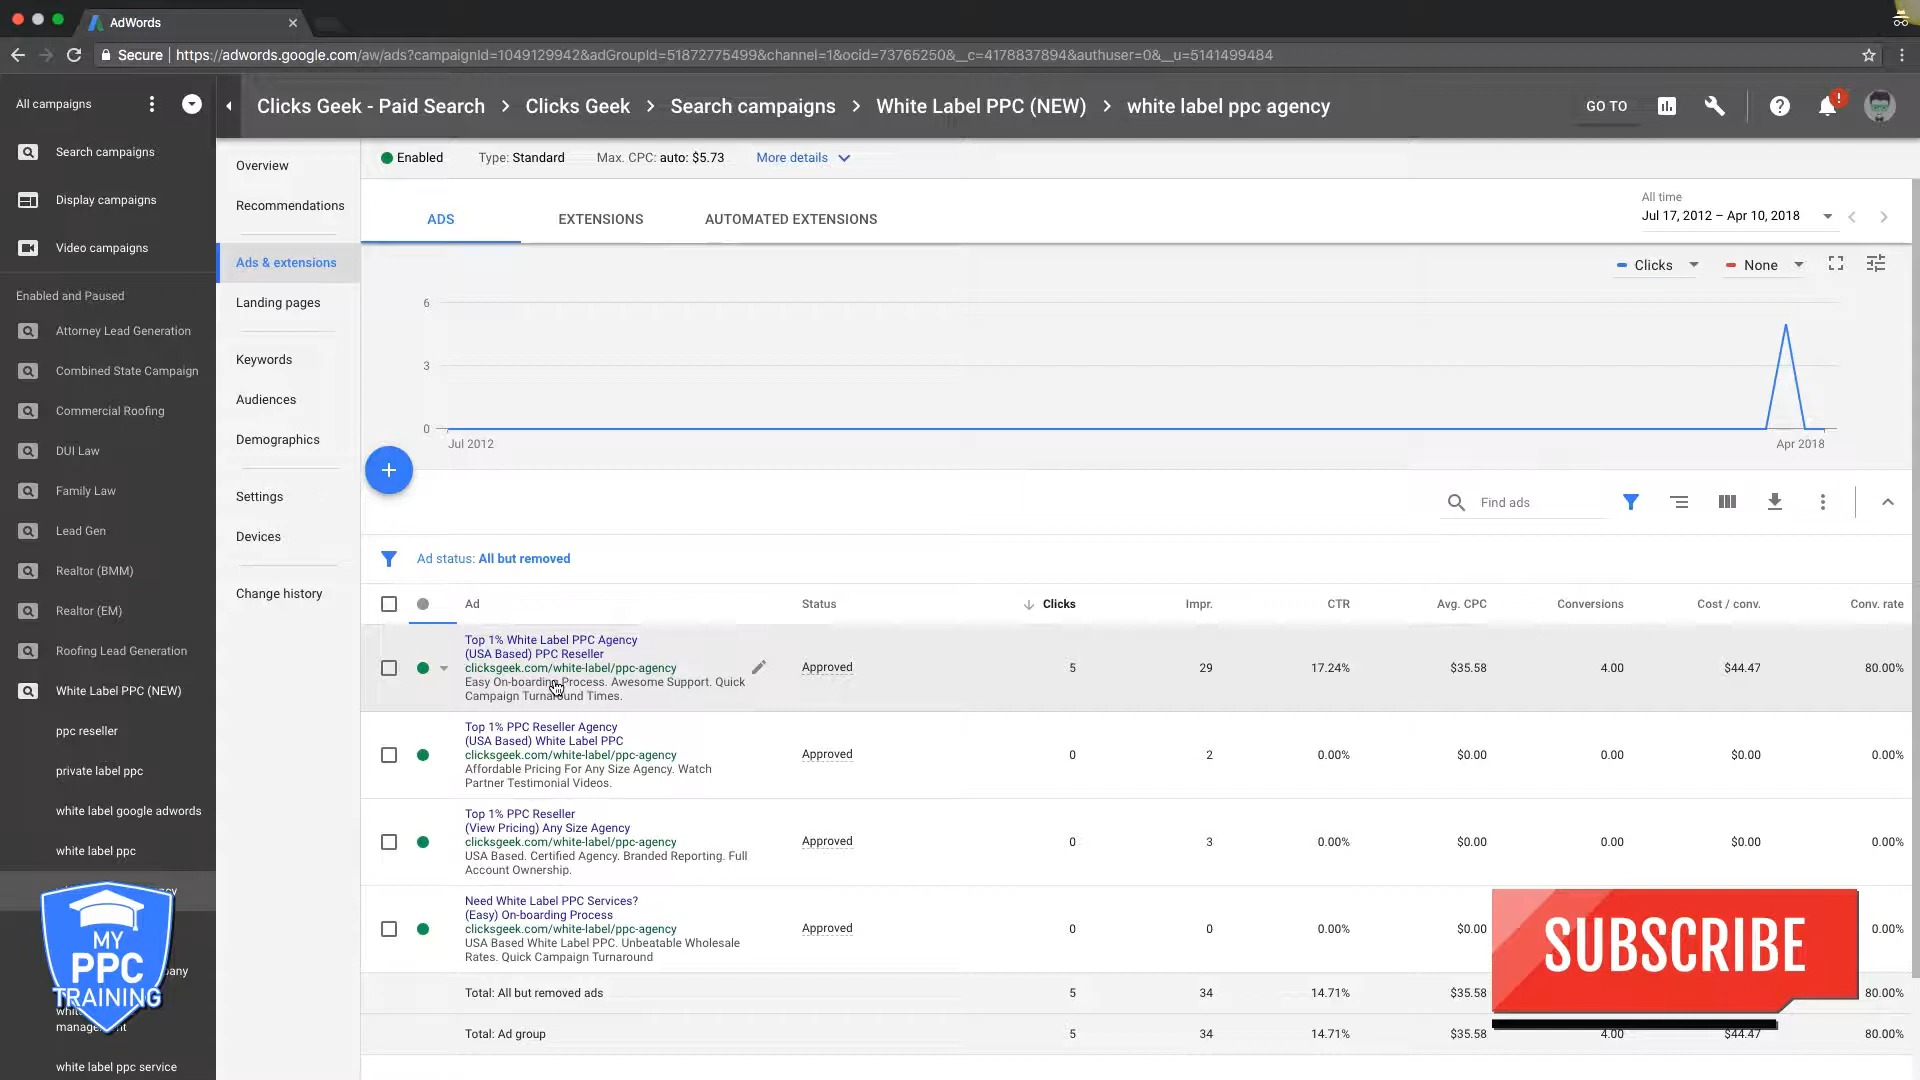 AdWords
Secure
https://adwords.google.com/aw/ads?campaignId=1049129942&adGroupId=51872775499&channel=1&ocid=73765250&__c=4178837894&authuser=0&__u=5141499484
All campaigns
Clicks Geek - Paid Search > Clicks Geek > Search campaigns > White Label PPC (NEW) > white label ppc agency
GO TO
!
Search campaigns
Display campaigns
Video campaigns
Enabled and Paused
Attorney Lead Generation
Combined State Campaign
Commercial Roofing
DUI Law
Family Law
Lead Gen
Realtor (BMM)
Realtor (EM)
Roofing Lead Generation
White Label PPC (NEW)
ppc reseller
private label ppc
white label google adwords
white label ppc
management
white label ppc service
MY
PPC
TRAINING
Overview
Recommendations
Ads & extensions
Landing pages
Keywords
Audiences
Demographics
Settings
Devices
Change history
Enabled Type: Standard Max. CPC: auto: $5.73 More details
ADS EXTENSIONS AUTOMATED EXTENSIONS
All time
Jul 17, 2012 – Apr 10, 2018
Clicks None
6
3
0
Jul 2012 Apr 2018
Find ads
Ad status: All but removed
Ad Status Clicks Impr. CTR Avg. CPC Conversions Cost / conv. Conv. rate
Top 1% White Label PPC Agency
(USA Based) PPC Reseller
clicksgeek.com/white-label/ppc-agency
Easy On-boarding Process. Awesome Support. Quick
Campaign Turnaround Times.
Approved 5 29 17.24% $35.58 4.00 $44.47 80.00%
Top 1% PPC Reseller Agency
(USA Based) White Label PPC
clicksgeek.com/white-label/ppc-agency
Affordable Pricing For Any Size Agency. Watch
Partner Testimonial Videos.
Approved 0 2 0.00% $0.00 0.00 $0.00 0.00%
Top 1% PPC Reseller
(View Pricing) Any Size Agency
clicksgeek.com/white-label/ppc-agency
USA Based. Certified Agency. Branded Reporting. Full
Account Ownership.
Approved 0 3 0.00% $0.00 0.00 $0.00 0.00%
Need White Label PPC Services?
(Easy) On-boarding Process
clicksgeek.com/white-label/ppc-agency
USA Based White Label PPC. Unbeatable Wholesale
Rates. Quick Campaign Turnaround
Approved 0 0 0.00% $0.00 0.00%
Total: All but removed ads 5 34 14.71% $35.58 80.00%
Total: Ad group 5 34 14.71% $35.58 4.00 $44.47 80.00%
SUBSCRIBE